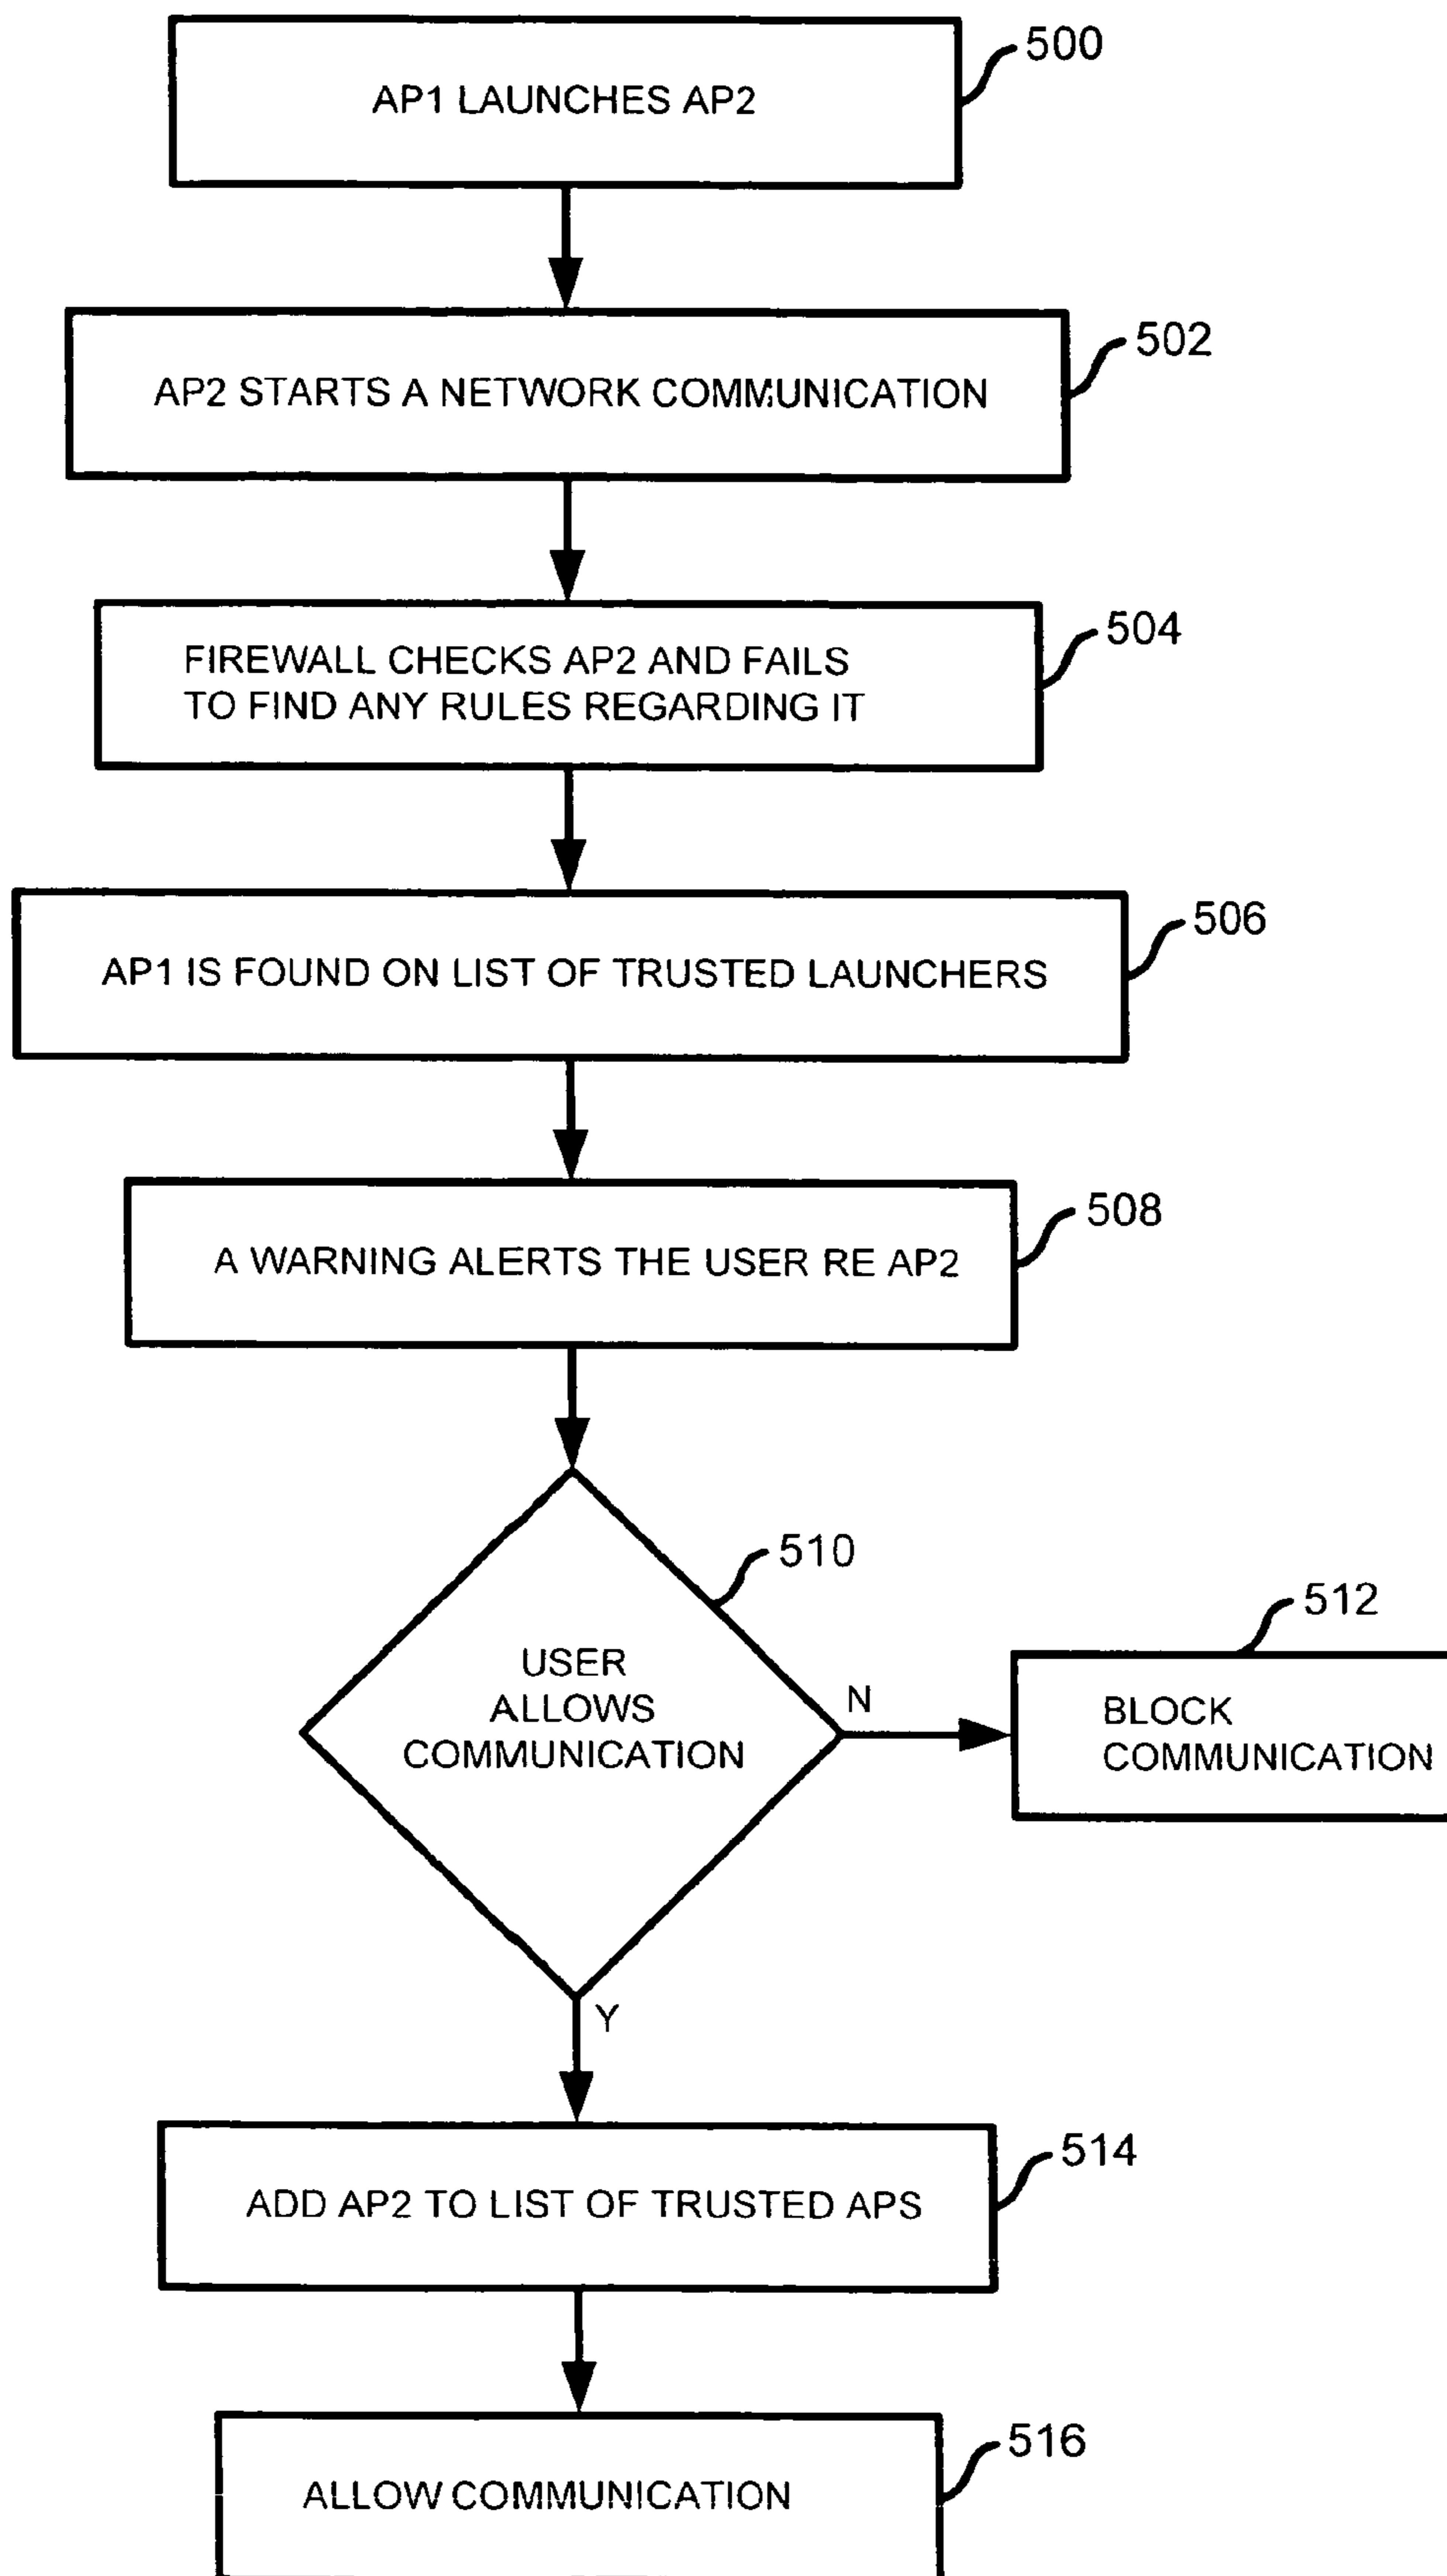 500
AP1 LAUNCHES AP2
502
AP2 STARTS A NETWORK COMMUNICATION
504
FIREWALL CHECKS AP2 AND FAILS
TO FIND ANY RULES REGARDING IT
506
AP1 IS FOUND ON LIST OF TRUSTED LAUNCHERS
508
A WARNING ALERTS THE USER RE AP2
510
USER
ALLOWS
COMMUNICATION
N
512
BLOCK
COMMUNICATION
Y
514
ADD AP2 TO LIST OF TRUSTED APS
516
ALLOW COMMUNICATION